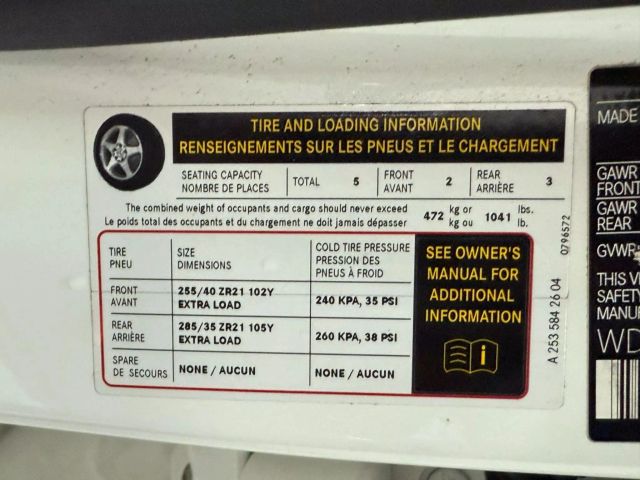 TIRE AND LOADING INFORMATION
RENSEIGNEMENTS SUR LES PNEUS ET LE CHARGEMENT
SEATING CAPACITY
NOMBRE DE PLACES
TOTAL 5
FRONT
AVANT 2
REAR
ARRIÈRE 3
The combined weight of occupants and cargo should never exceed
Le poids total des occupants et du chargement ne doit jamais dépasser
472 kg or
kg ou
1041 lbs.
lb.
TIRE
PNEU
SIZE
DIMENSIONS
COLD TIRE PRESSURE
PRESSION DES
PNEUS À FROID
FRONT
AVANT
255/40 ZR21 102Y
EXTRA LOAD
240 KPA, 35 PSI
REAR
ARRIÈRE
285/35 ZR21 105Y
EXTRA LOAD
260 KPA, 38 PSI
SPARE
DE SECOURS
NONE / AUCUN
NONE / AUCUN
SEE OWNER'S
MANUAL FOR
ADDITIONAL
INFORMATION
i
0796572
A 253 584 26 04
MADE
GAWR
FRONT
GAWR
REAR
GVWR
THIS
SAFETY
MANUF
WD